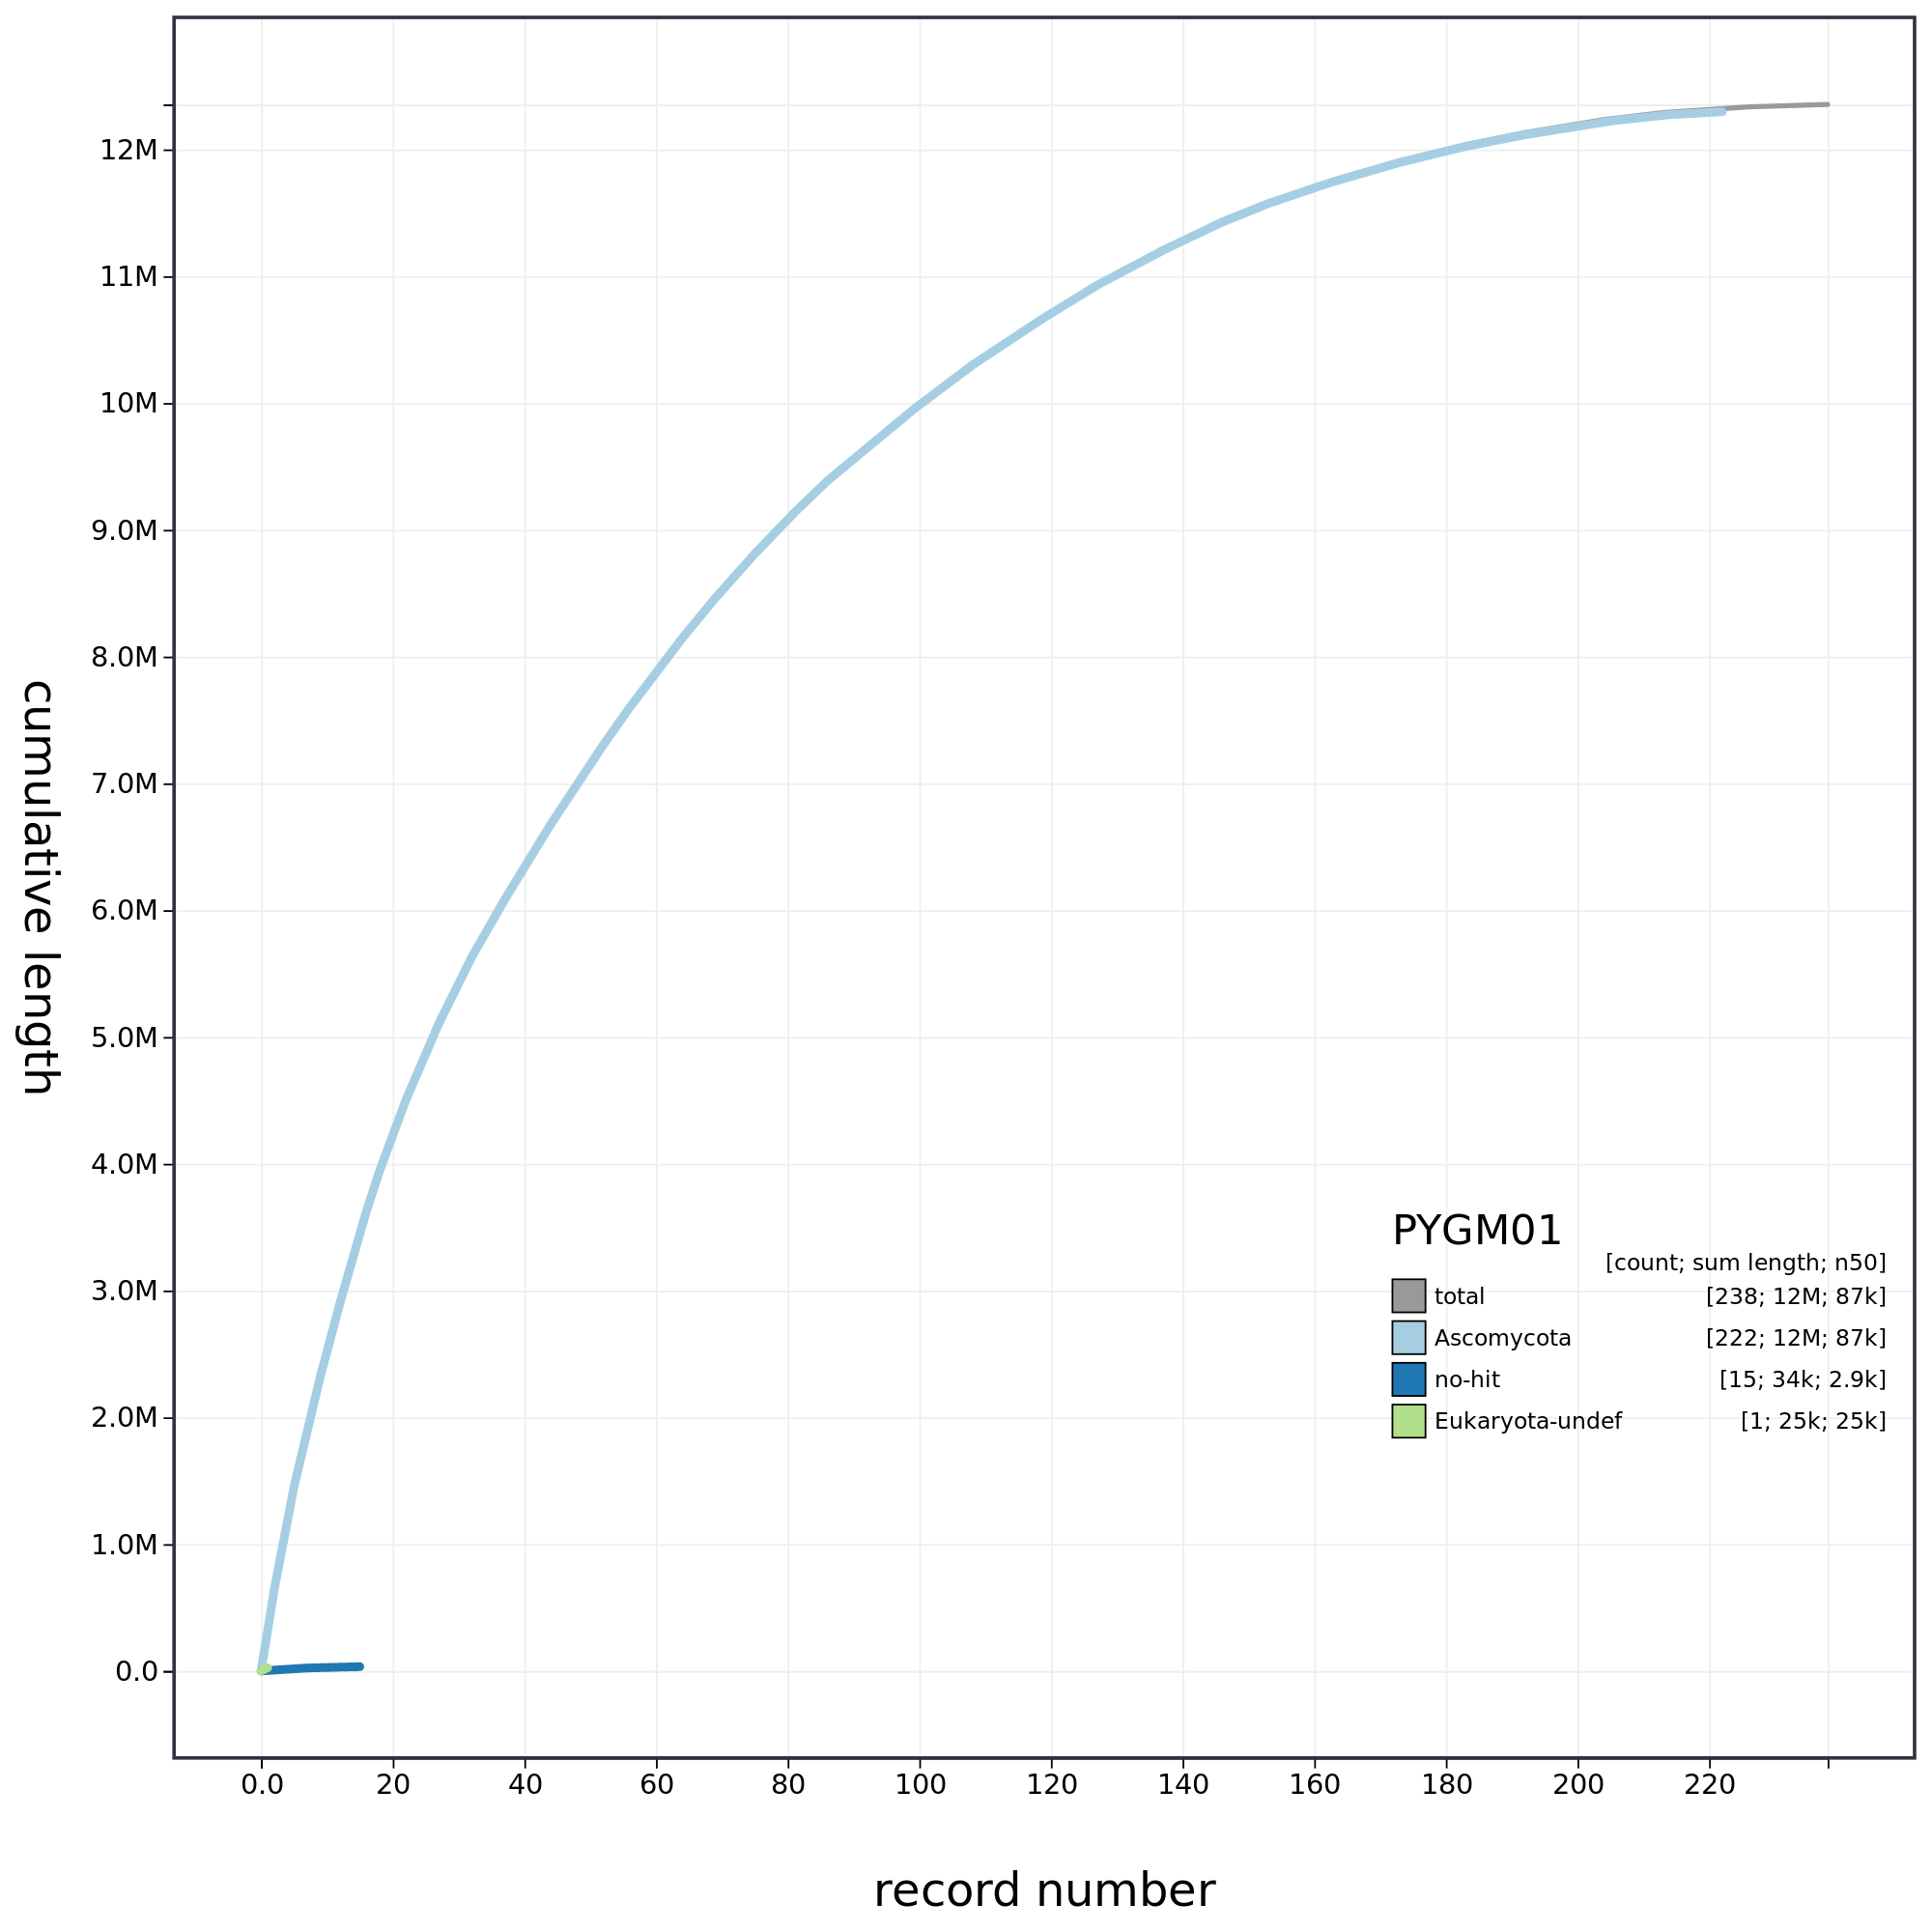 cumulative length
12M
11M
10M
9.0M
8.0M
7.0M
6.0M
5.0M
4.0M
3.0M
2.0M
1.0M
0.0
PYGM01
[count; sum length; n50]
total [238; 12M; 87k]
Ascomycota [222; 12M; 87k]
no-hit [15; 34k; 2.9k]
Eukaryota-undef [1; 25k; 25k]
0.0 20 40 60 80 100 120 140 160 180 200 220
record number